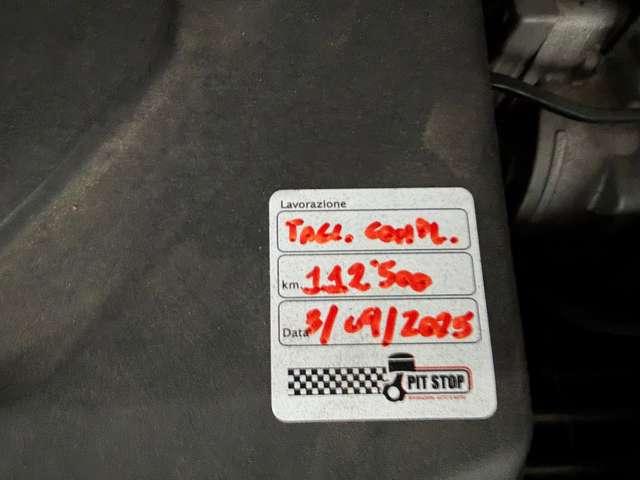 Lavorazione
TAGL. COMPL.
km. 112'500
Data 3/09/2025
PIT STOP